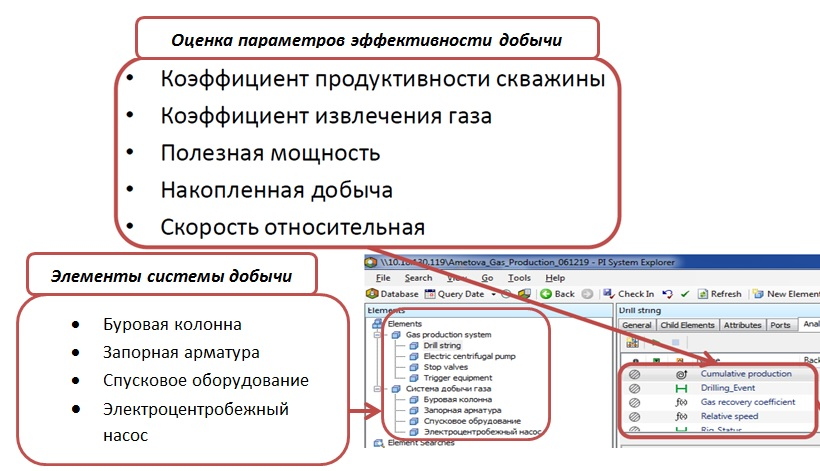 Оценка параметров эффективности добычи
• Коэффициент продуктивности скважины
• Коэффициент извлечения газа
• Полезная мощность
• Накопленная добыча
• Скорость относительная
Элементы системы добычи
• Буровая колонна
• Запорная арматура
• Спусковое оборудование
• Электроцентробежный
насос
\\10.10.130.119\Ametova_Gas_Production_061219 - PI System Explorer
File Search View Go Tools Help
Database Query Date Back Check In Refresh New Element
Elements
Elements
Gas production system
Drill string
Electric centrifugal pump
Stop valves
Trigger equipment
Система добычи газа
Буровая колонна
Запорная арматура
Спусковое обрудование
Электроцентробежный насос
Element Searches
Drill string
General Child Elements Attributes Ports Anal
Back
Cumulative production
Drilling_Event
Gas recovery coefficient
Relative speed
Rig_Status